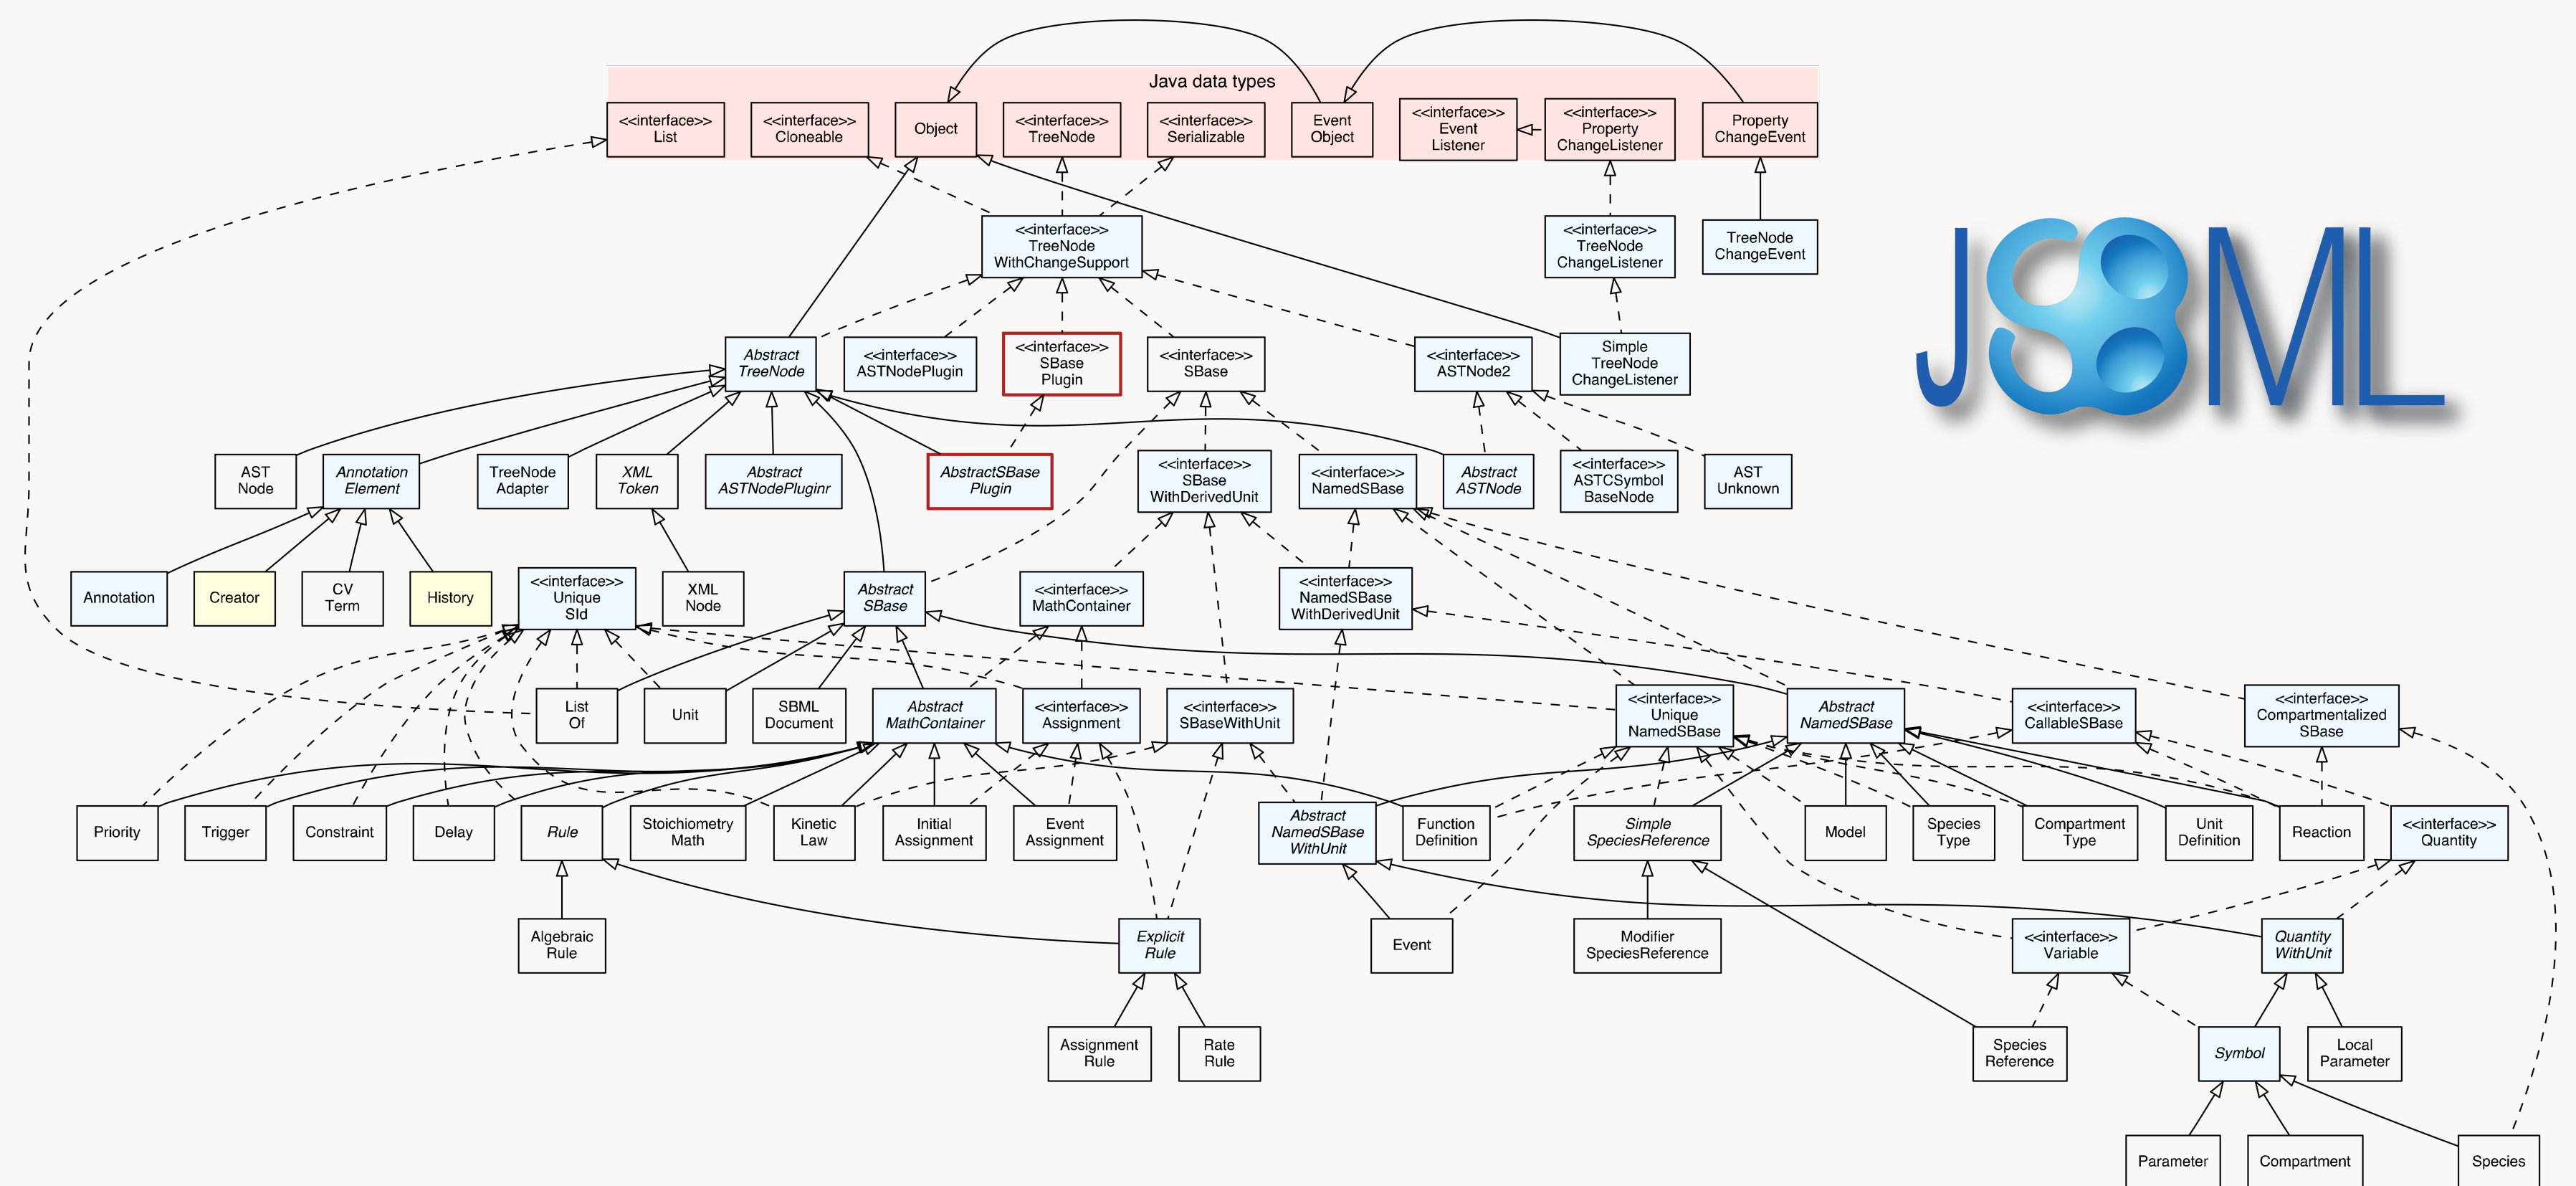 Java data types
<<interface>>
List
<<interface>>
Cloneable
Object
<<interface>>
TreeNode
<<interface>>
Serializable
Event
Object
<<interface>>
Event
Listener
<<interface>>
Property
ChangeListener
Property
ChangeEvent
<<interface>>
TreeNode
WithChangeSupport
<<interface>>
TreeNode
ChangeListener
TreeNode
ChangeEvent
JSBML
Abstract
TreeNode
<<interface>>
ASTNodePlugin
<<interface>>
SBase
Plugin
<<interface>>
SBase
<<interface>>
ASTNode2
Simple
TreeNode
ChangeListener
AST
Node
Annotation
Element
TreeNode
Adapter
XML
Token
Abstract
ASTNodePluginr
AbstractSBase
Plugin
<<interface>>
SBase
WithDerivedUnit
<<interface>>
NamedSBase
Abstract
ASTNode
<<interface>>
ASTCSymbol
BaseNode
AST
Unknown
Annotation
Creator
CV
Term
History
<<interface>>
Unique
SId
XML
Node
Abstract
SBase
<<interface>>
MathContainer
<<interface>>
NamedSBase
WithDerivedUnit
List
Of
Unit
SBML
Document
Abstract
MathContainer
<<interface>>
Assignment
<<interface>>
SBaseWithUnit
<<interface>>
Unique
NamedSBase
Abstract
NamedSBase
<<interface>>
CallableSBase
<<interface>>
Compartmentalized
SBase
Priority
Trigger
Constraint
Delay
Rule
Stoichiometry
Math
Kinetic
Law
Initial
Assignment
Event
Assignment
Abstract
NamedSBase
WithUnit
Function
Definition
Simple
SpeciesReference
Model
Species
Type
Compartment
Type
Unit
Definition
Reaction
<<interface>>
Quantity
Algebraic
Rule
Explicit
Rule
Event
Modifier
SpeciesReference
<<interface>>
Variable
Quantity
WithUnit
Assignment
Rule
Rate
Rule
Species
Reference
Symbol
Local
Parameter
Parameter
Compartment
Species